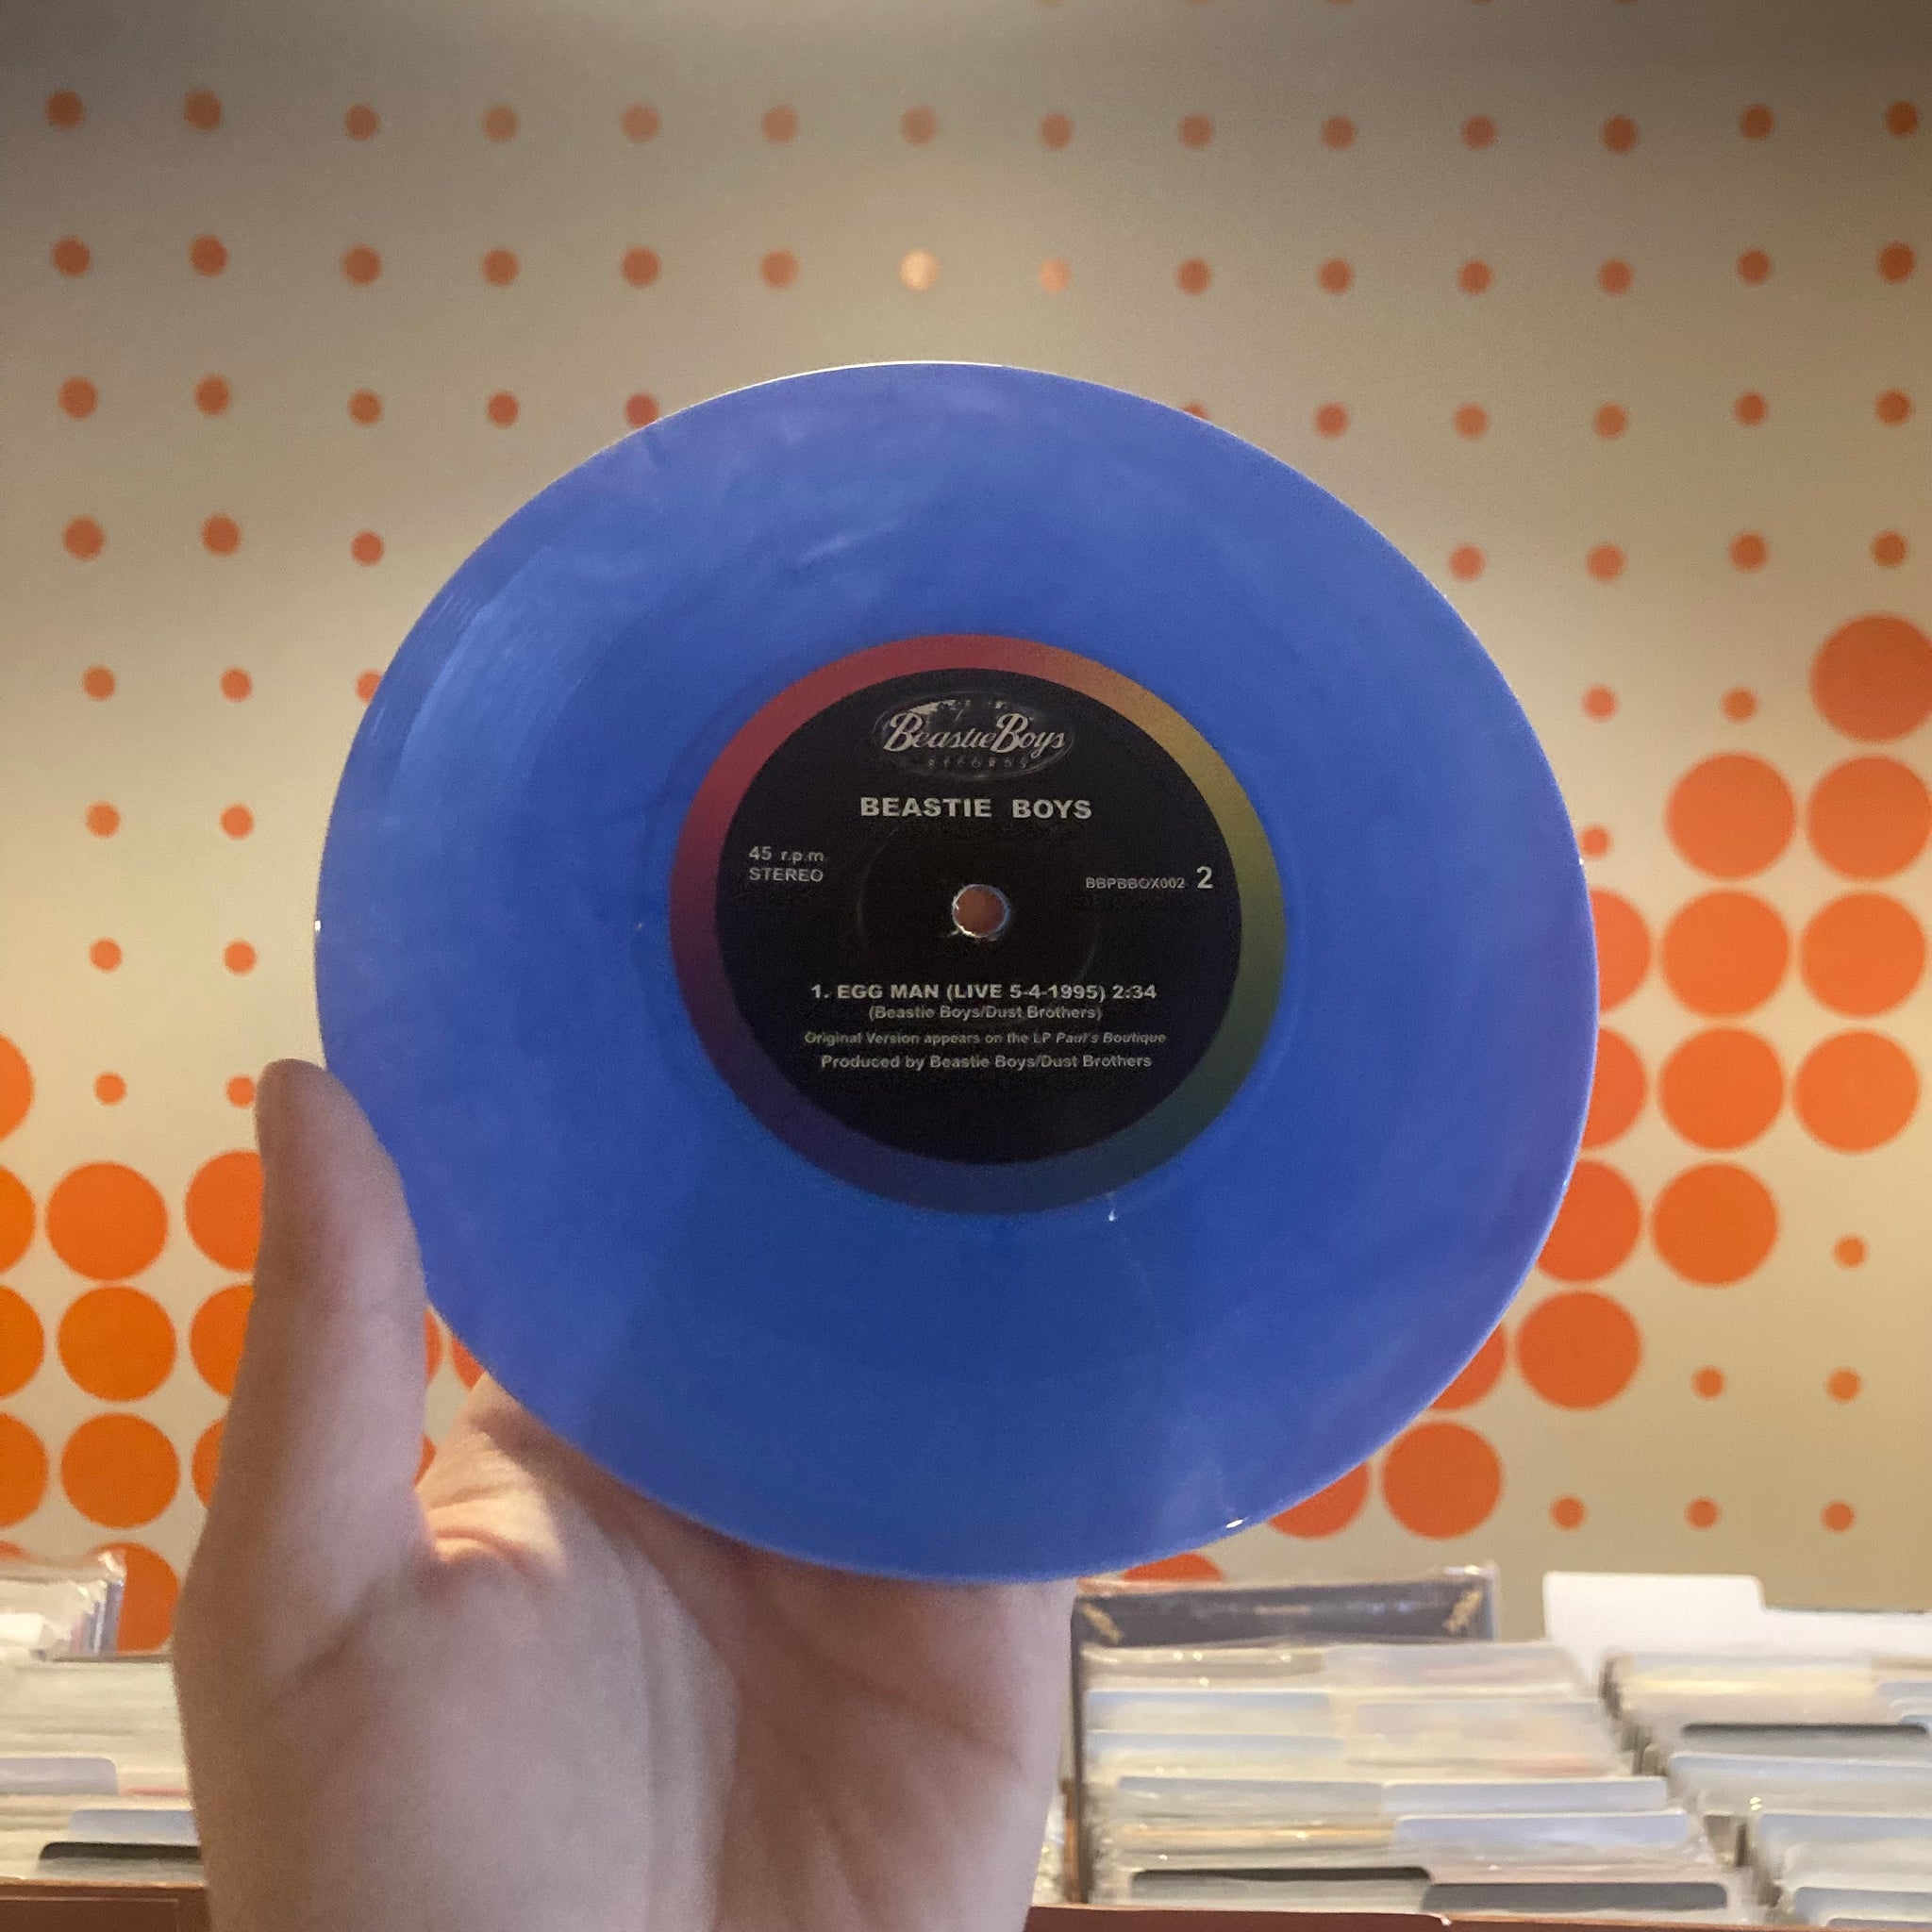 Beastie Boys
RECORDS
BEASTIE BOYS
45 r.p.m.
STEREO
BBPBBOX002 2
1. EGG MAN (LIVE 5-4-1995) 2:34
(Beastie Boys/Dust Brothers)
Original Version appears on the LP Paul's Boutique
Produced by Beastie Boys/Dust Brothers